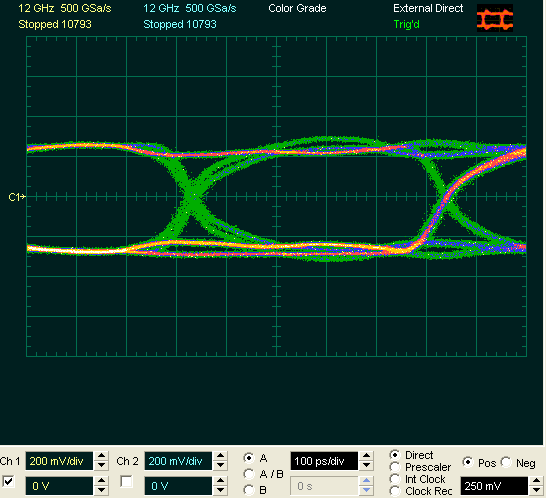 12 GHz 500 GSa/s 12 GHz 500 GSa/s Color Grade External Direct
Stopped 10793 Stopped 10793 Trig'd
C1
Ch 1 200 mV/div Ch 2 200 mV/div A 100 ps/div Direct Pos Neg
A / B Prescaler
0 V 0 V B 0 s Int Clock 250 mV
Clock Rec